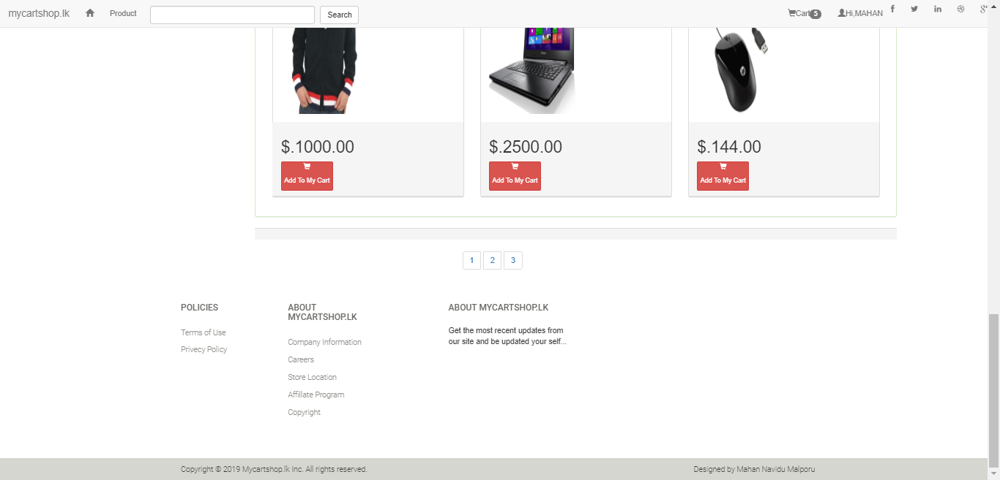 mycartshop.lk Product Search Cart 5 Hi,MAHAN
$.1000.00 $.2500.00 $.144.00
Add To My Cart Add To My Cart Add To My Cart
1 2 3
POLICIES
Terms of Use
Privecy Policy
ABOUT
MYCARTSHOP.LK
Company Information
Careers
Store Location
Affillate Program
Copyright
ABOUT MYCARTSHOP.LK
Get the most recent updates from
our site and be updated your self...
Copyright © 2019 Mycartshop.lk Inc. All rights reserved. Designed by Mahan Navidu Malporu